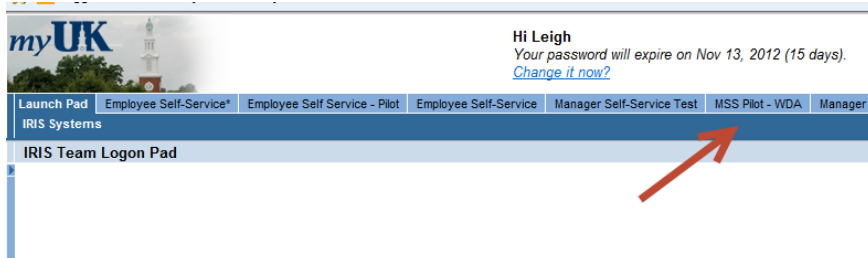 myUK
Hi Leigh
Your password will expire on Nov 13, 2012 (15 days).
Change it now?
Launch Pad Employee Self-Service* Employee Self Service - Pilot Employee Self-Service Manager Self-Service Test MSS Pilot - WDA Manager
IRIS Systems
IRIS Team Logon Pad